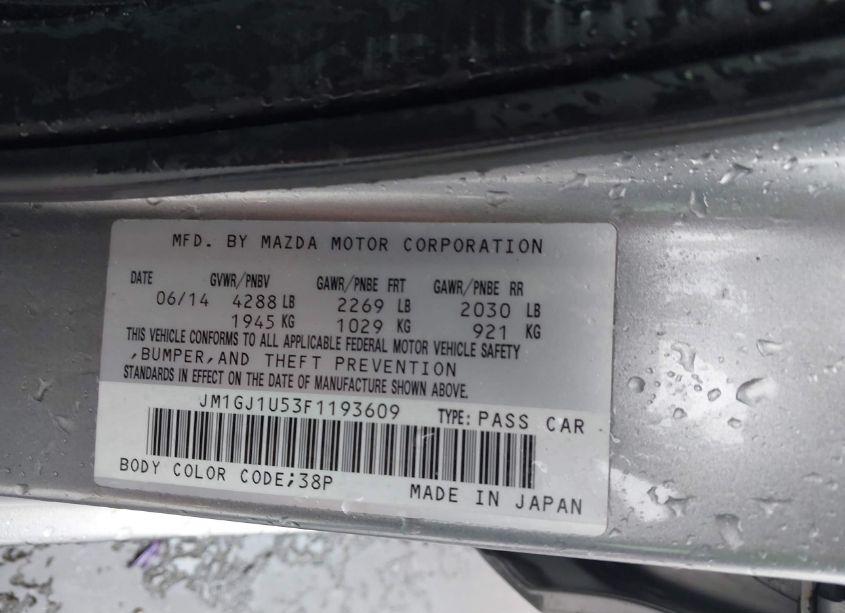 MFD. BY MAZDA MOTOR CORPORATION
DATE GVWR/PNBV GAWR/PNBE FRT GAWR/PNBE RR
06/14 4288 LB 2269 LB 2030 LB
1945 KG 1029 KG 921 KG
THIS VEHICLE CONFORMS TO ALL APPLICABLE FEDERAL MOTOR VEHICLE SAFETY
,BUMPER,AND THEFT PREVENTION
STANDARDS IN EFFECT ON THE DATE OF MANUFACTURE SHOWN ABOVE.
JM1GJ1U53F1193609 TYPE: PASS CAR
BODY COLOR CODE;38P
MADE IN JAPAN